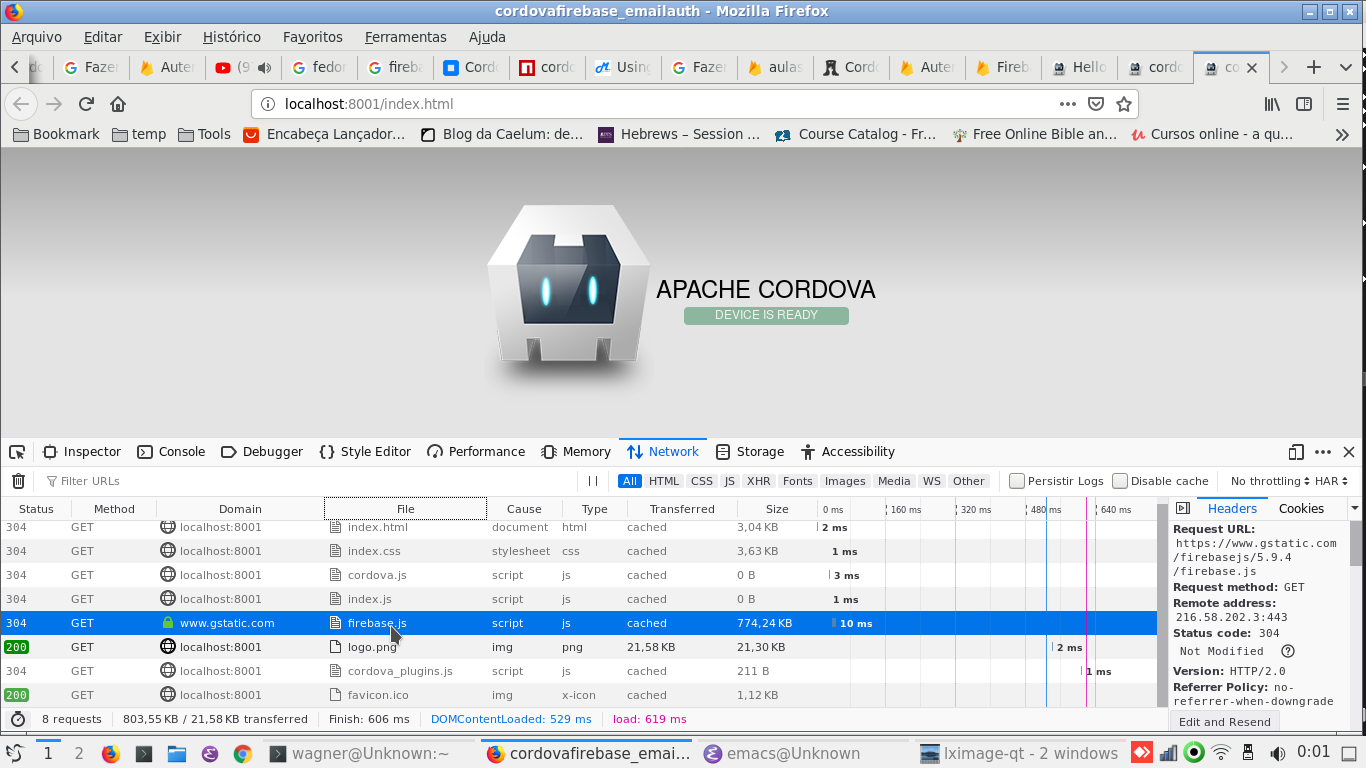 cordovafirebase_emailauth - Mozilla Firefox
Arquivo Editar Exibir Histórico Favoritos Ferramentas Ajuda
do Fazer Auter (9 fedor fireba Cord cordo Using Fazer aulas Cord Auter Fireb Hello cordo co
localhost:8001/index.html
Bookmark temp Tools Encabeça Lançador... Blog da Caelum: de... Hebrews – Session ... Course Catalog - Fr... Free Online Bible an... Cursos online - a qu...
APACHE CORDOVA
DEVICE IS READY
Inspector Console Debugger Style Editor Performance Memory Network Storage Accessibility
Filter URLs All HTML CSS JS XHR Fonts Images Media WS Other Persistir Logs Disable cache No throttling HAR
Status Method Domain File Cause Type Transferred Size 0 ms 160 ms 320 ms 480 ms 640 ms Headers Cookies
304 GET localhost:8001 index.html document html cached 3,04 KB 2 ms
304 GET localhost:8001 index.css stylesheet css cached 3,63 KB 1 ms
304 GET localhost:8001 cordova.js script js cached 0 B 3 ms
304 GET localhost:8001 index.js script js cached 0 B 1 ms
304 GET www.gstatic.com firebase.js script js cached 774,24 KB 10 ms
200 GET localhost:8001 logo.png img png 21,58 KB 21,30 KB 2 ms
304 GET localhost:8001 cordova_plugins.js script js cached 211 B 1 ms
200 GET localhost:8001 favicon.ico img x-icon cached 1,12 KB
Request URL:
https://www.gstatic.com
/firebasejs/5.9.4
/firebase.js
Request method: GET
Remote address:
216.58.202.3:443
Status code: 304
Not Modified ?
Version: HTTP/2.0
Referrer Policy: no-
referrer-when-downgrade
Edit and Resend
8 requests 803,55 KB / 21,58 KB transferred Finish: 606 ms DOMContentLoaded: 529 ms load: 619 ms
1 2 wagner@Unknown:~ cordovafirebase_emai... emacs@Unknown lximage-qt - 2 windows 0:01